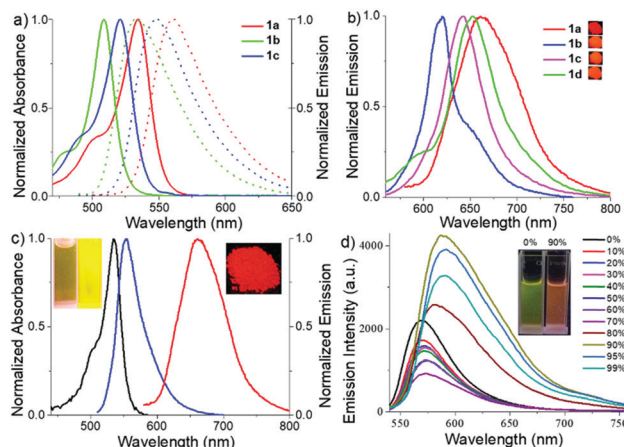 a)
1.0
0.5
0.0
Normalized Absorbance
1a
1b
1c
1.0
0.5
0.0
Normalized Emission
500 550 600 650
Wavelength (nm)
b)
1.0
0.5
0.0
Normalized Emission
1a
1b
1c
1d
600 650 700 750 800
Wavelength (nm)
c)
1.0
0.5
0.0
Normalized Absorbance
1.0
0.5
0.0
Normalized Emission
500 600 700 800
Wavelength (nm)
d)
4000
2000
0
Emission Intensity (a.u.)
0% 90%
0%
10%
20%
30%
40%
50%
60%
70%
80%
90%
95%
99%
550 600 650 700 750
Wavelength (nm)